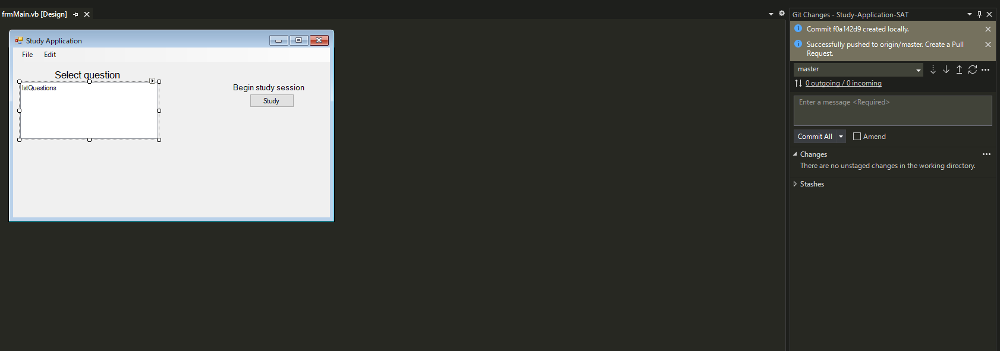 frmMain.vb [Design]
Study Application
File Edit
Select question
lstQuestions
Begin study session
Study
Git Changes - Study-Application-SAT
Commit f0a142d9 created locally.
Successfully pushed to origin/master. Create a Pull
Request.
master
0 outgoing / 0 incoming
Enter a message <Required>
Commit All
Amend
Changes
There are no unstaged changes in the working directory.
Stashes